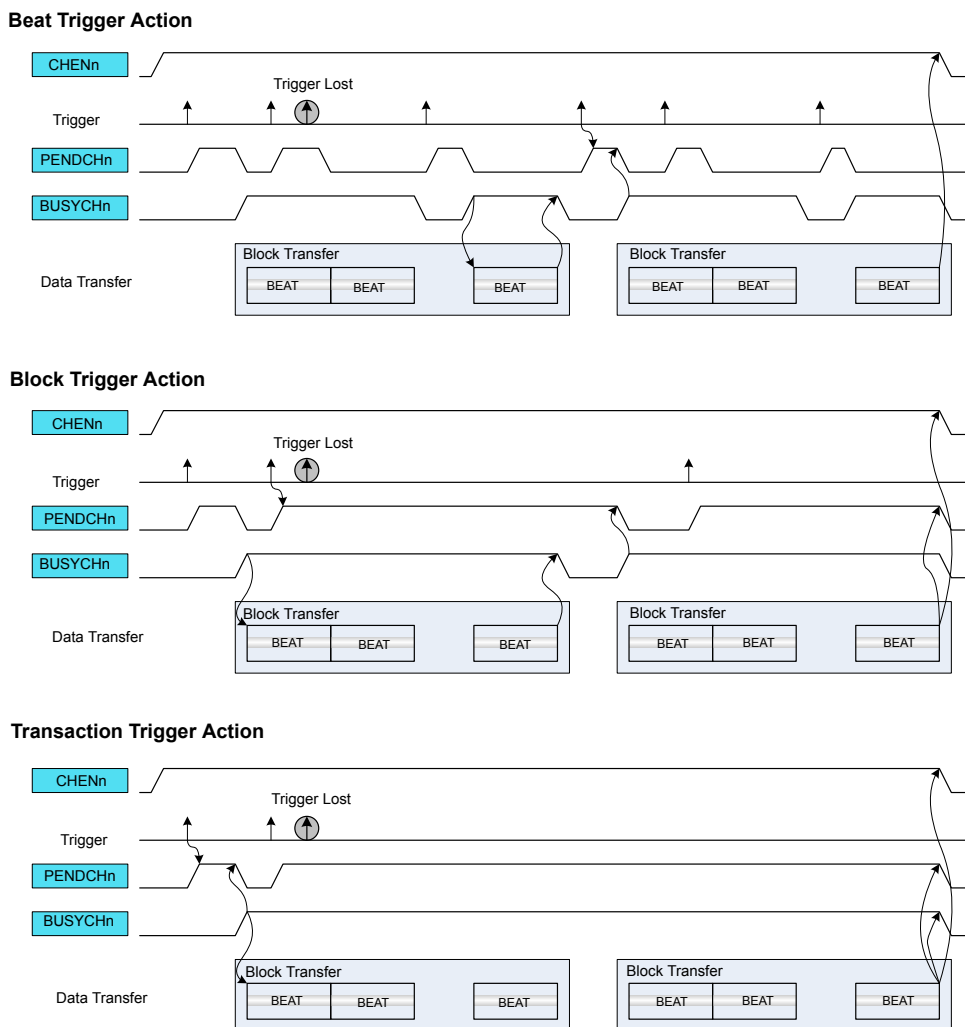 Beat Trigger Action
CHENn
Trigger Lost
Trigger
PENDCHn
BUSYCHn
Block Transfer Block Transfer
Data Transfer BEAT BEAT BEAT BEAT BEAT BEAT
Block Trigger Action
CHENn
Trigger Lost
Trigger
PENDCHn
BUSYCHn
Block Transfer Block Transfer
Data Transfer BEAT BEAT BEAT BEAT BEAT BEAT
Transaction Trigger Action
CHENn
Trigger Lost
Trigger
PENDCHn
BUSYCHn
Block Transfer Block Transfer
Data Transfer BEAT BEAT BEAT BEAT BEAT BEAT